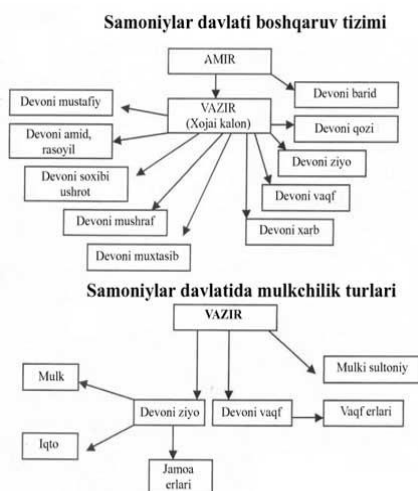 Samoniylar davlati boshqaruv tizimi
AMIR
VAZIR
(Xojai kalon)
Devoni barid
Devoni mustafiy
Devoni qozi
Devoni amid,
rasoyil
Devoni ziyo
Devoni soxibi
ushrot
Devoni vaqf
Devoni mushraf
Devoni xarb
Devoni muxtasib
Samoniylar davlatida mulkchilik turlari
VAZIR
Mulk
Mulki sultoniy
Devoni ziyo
Devoni vaqf
Vaqf erlari
Iqto
Jamoa
erlari